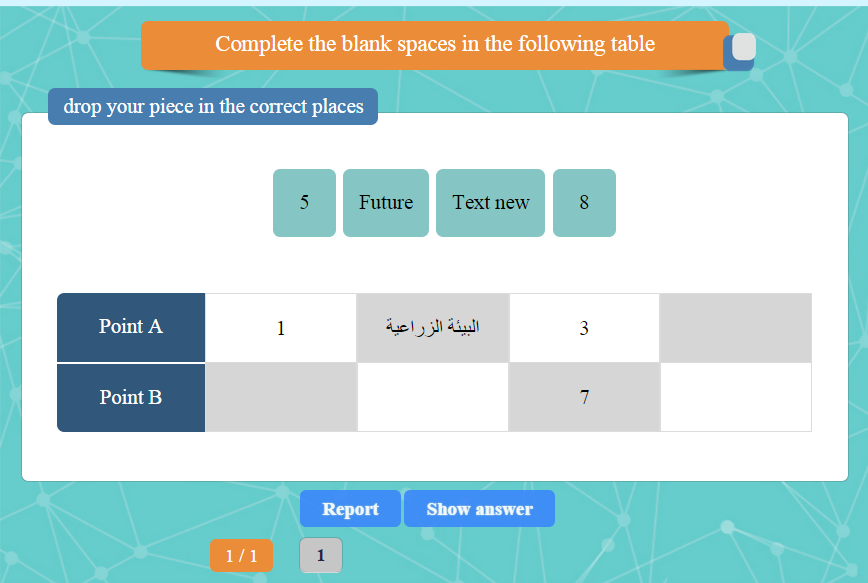 Complete the blank spaces in the following table
drop your piece in the correct places
5 Future Text new 8
Point A 1 البيئة الزراعية 3
Point B 7
Report Show answer
1 / 1 1